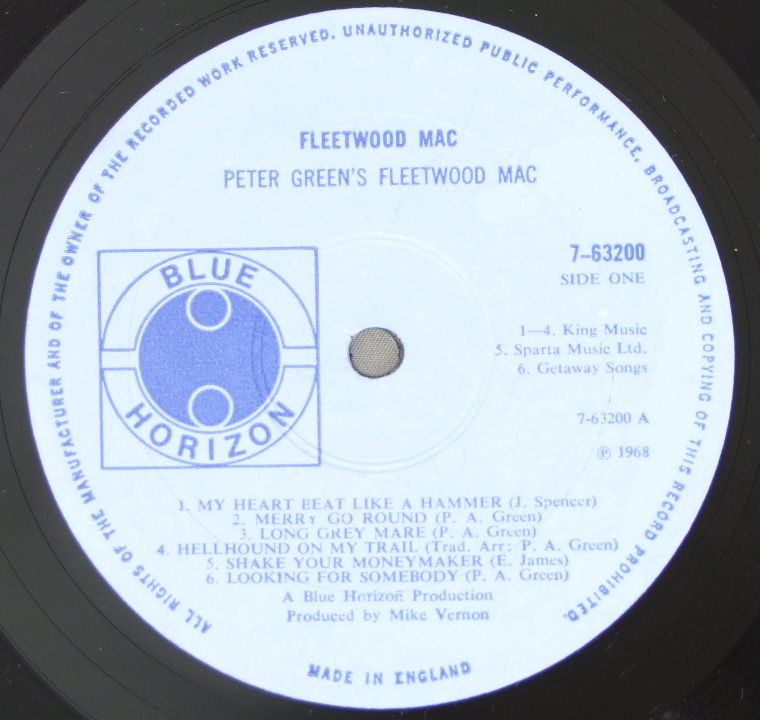 ALL RIGHTS OF THE MANUFACTURER AND OF THE OWNER OF THE RECORDED WORK RESERVED. UNAUTHORIZED PUBLIC PERFORMANCE, BROADCASTING AND COPYING OF THIS RECORD PROHIBITED.
FLEETWOOD MAC
PETER GREEN'S FLEETWOOD MAC
BLUE
HORIZON
7-63200
SIDE ONE
1—4. King Music
5. Sparta Music Ltd.
6. Getaway Songs
7-63200 A
℗ 1968
1. MY HEART BEAT LIKE A HAMMER (J. Spencer)
2. MERRY GO ROUND (P. A. Green)
3. LONG GREY MARE (P. A. Green)
4. HELLHOUND ON MY TRAIL (Trad. Arr: P. A. Green)
5. SHAKE YOUR MONEYMAKER (E. James)
6. LOOKING FOR SOMEBODY (P. A. Green)
A Blue Horizon Production
Produced by Mike Vernon
MADE IN ENGLAND